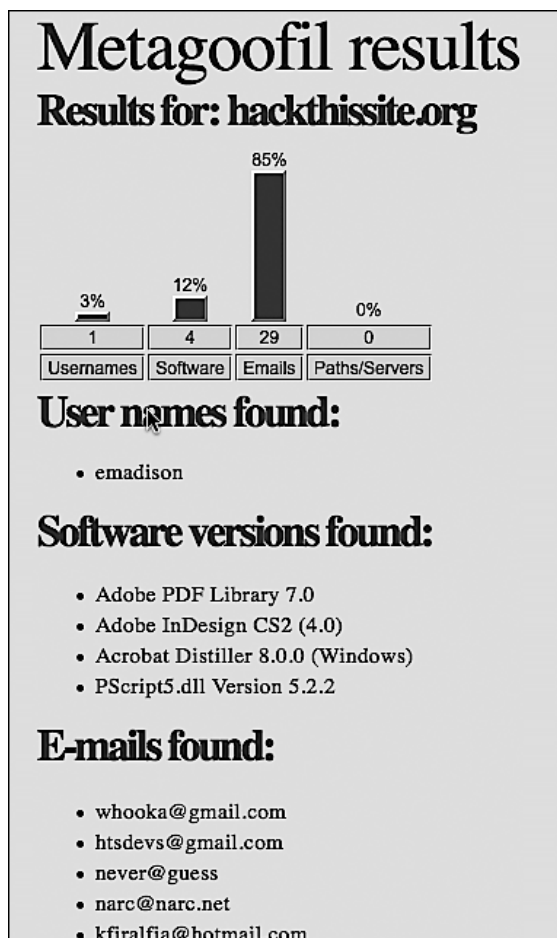 Metagoofil results
Results for: hackthissite.org
85%
12%
3%
0%
1 4 29 0
Usernames Software Emails Paths/Servers
User names found:
emadison
Software versions found:
Adobe PDF Library 7.0
Adobe InDesign CS2 (4.0)
Acrobat Distiller 8.0.0 (Windows)
PScript5.dll Version 5.2.2
E-mails found:
whooka@gmail.com
htsdevs@gmail.com
never@guess
narc@narc.net
kfiralfia@hotmail.com